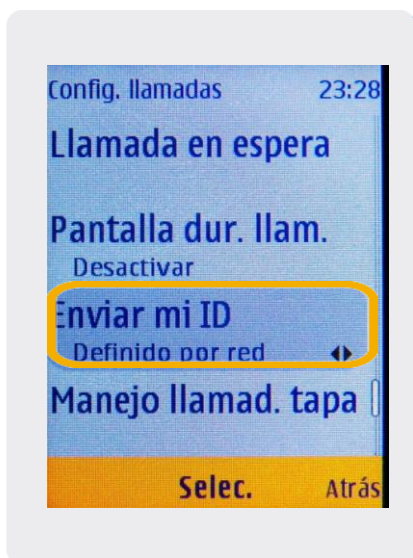 Config. llamadas 23:28
Llamada en espera
Pantalla dur. llam.
Desactivar
Enviar mi ID
Definido por red
Manejo llamad. tapa
Selec. Atrás